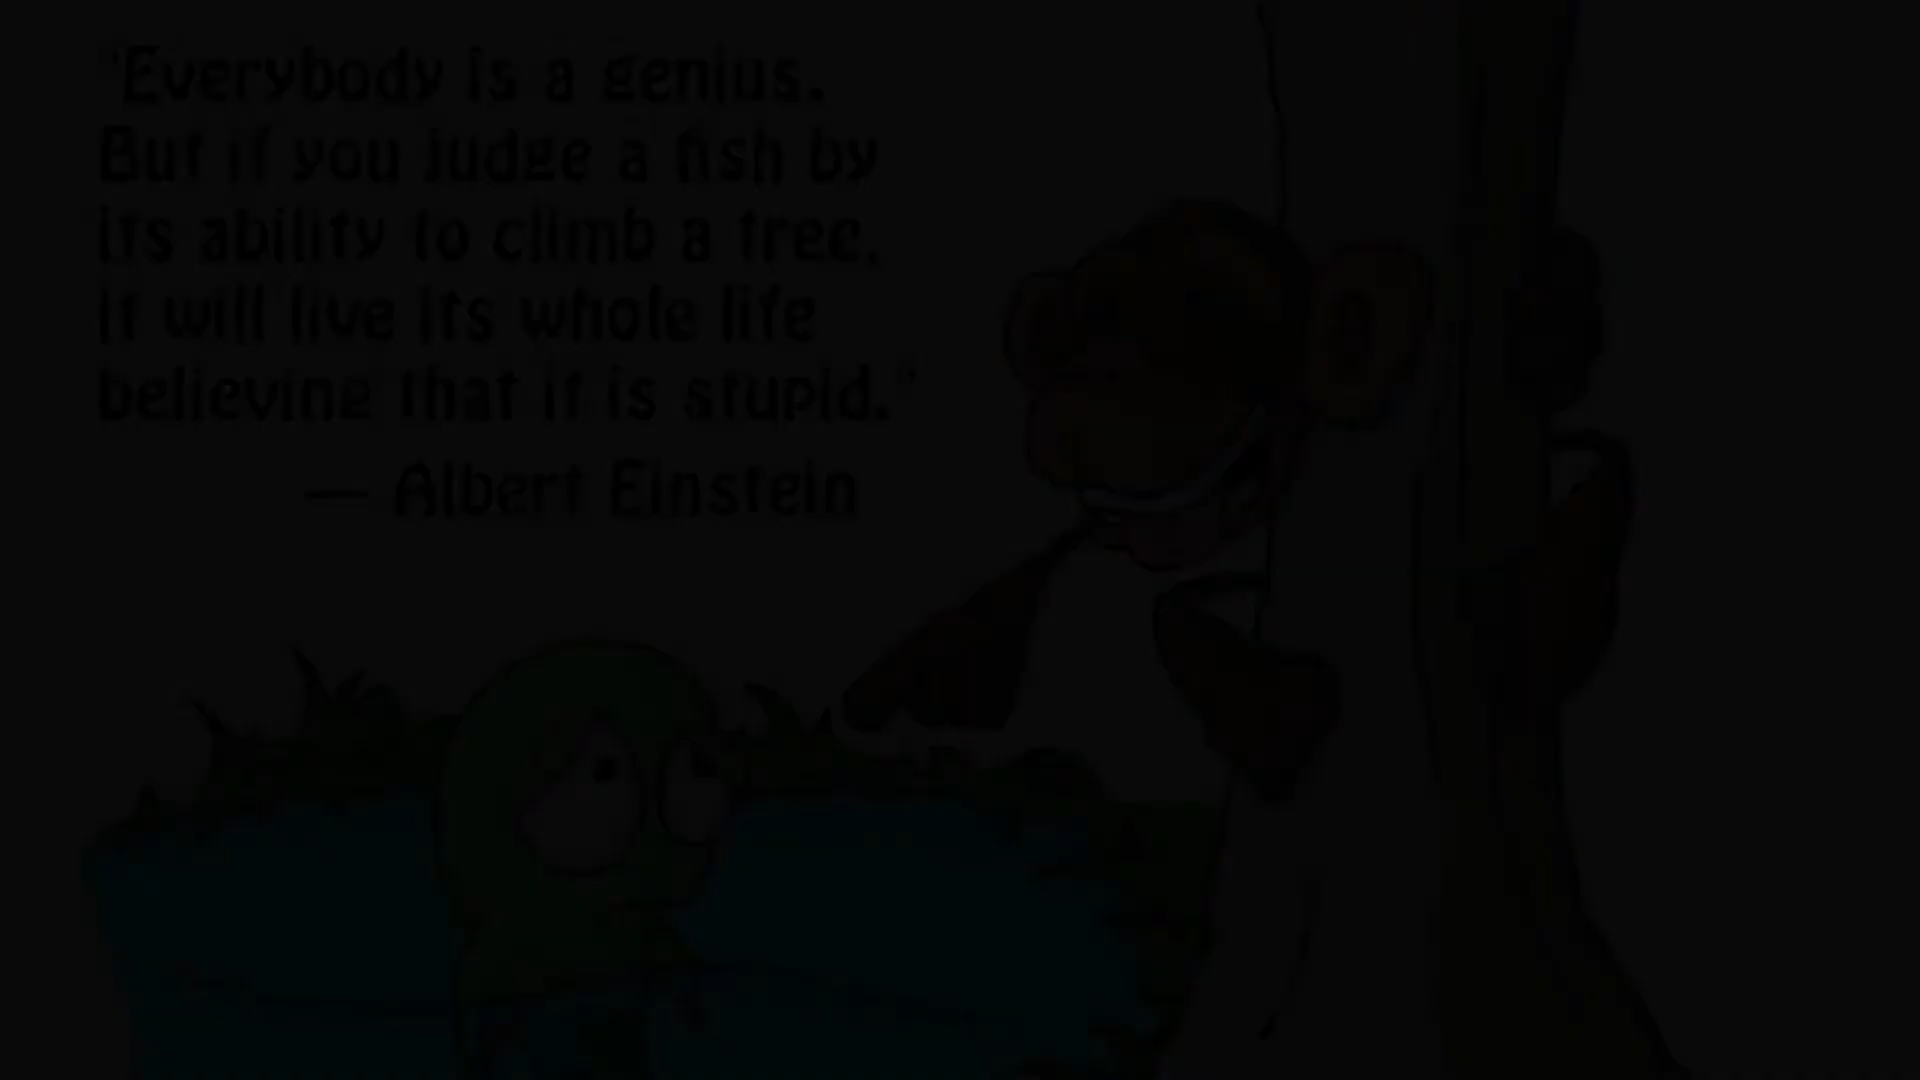 "Everybody is a genius.
But if you judge a fish by
its ability to climb a tree,
it will live its whole life
believing that it is stupid."
— Albert Einstein